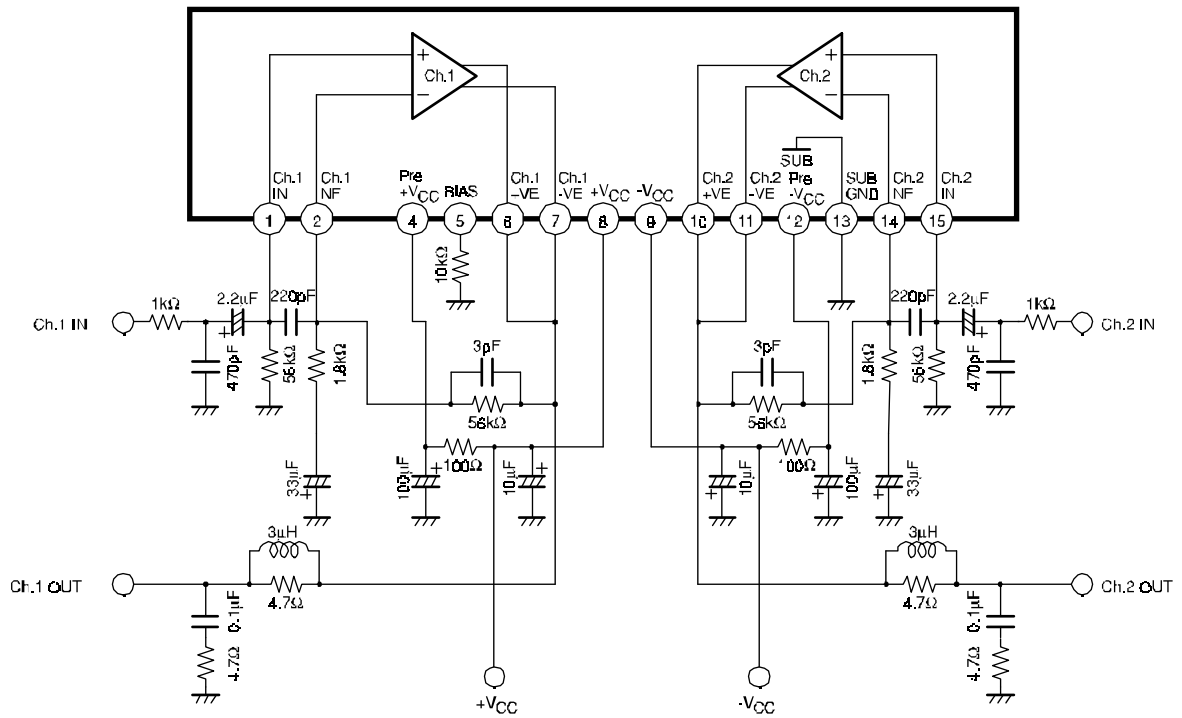 Ch.1
Ch.2
+
−
+
−
SUB
Ch.1 IN
Ch.1 NF
Pre +VCC
BIAS
Ch.1 +VE
Ch.1 -VE
+VCC
-VCC
Ch.2 +VE
Ch.2 -VE
Pre -VCC
SUB GND
Ch.2 NF
Ch.2 IN
1
2
4
5
6
7
8
9
10
11
12
13
14
15
10kΩ
Ch.1 IN
1kΩ
2.2µF
+
220pF
470pF
56kΩ
1.8kΩ
3pF
56kΩ
3pF
56kΩ
220pF
2.2µF
+
1kΩ
Ch.2 IN
1.8kΩ
56kΩ
470pF
33µF
+
100µF
+
100Ω
10µF
+
10µF
+
100Ω
100µF
+
33µF
+
3µH
4.7Ω
3µH
4.7Ω
Ch.1 OUT
Ch.2 OUT
0.1µF
4.7Ω
0.1µF
4.7Ω
+VCC
-VCC